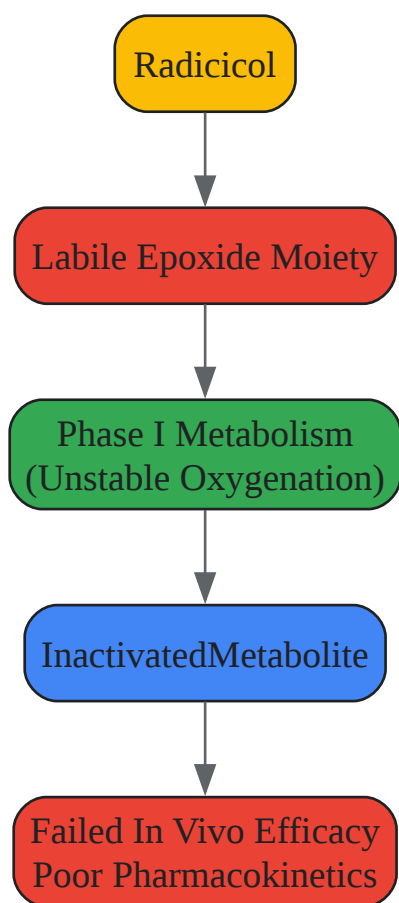 Radicicol
Labile Epoxide Moiety
Phase I Metabolism
(Unstable Oxygenation)
InactivatedMetabolite
Failed In Vivo Efficacy
Poor Pharmacokinetics